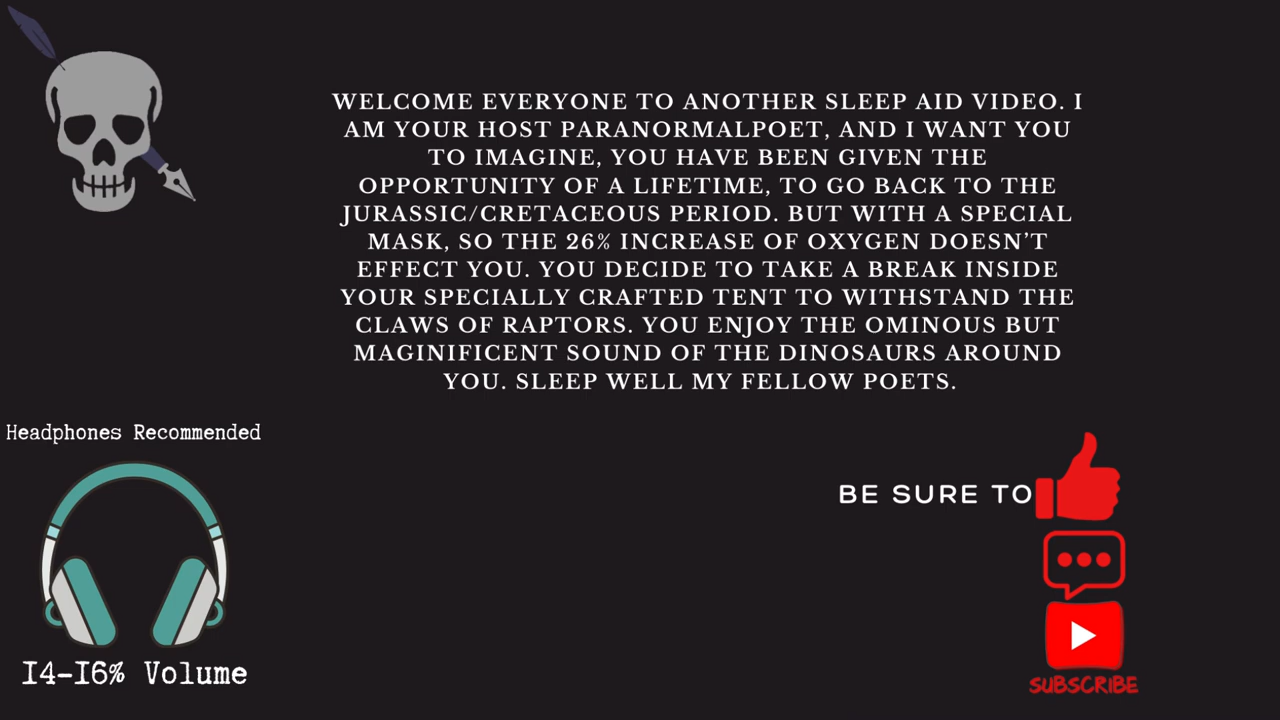 WELCOME EVERYONE TO ANOTHER SLEEP AID VIDEO. I
AM YOUR HOST PARANORMALPOET, AND I WANT YOU
TO IMAGINE, YOU HAVE BEEN GIVEN THE
OPPORTUNITY OF A LIFETIME, TO GO BACK TO THE
JURASSIC/CRETACEOUS PERIOD. BUT WITH A SPECIAL
MASK, SO THE 26% INCREASE OF OXYGEN DOESN’T
EFFECT YOU. YOU DECIDE TO TAKE A BREAK INSIDE
YOUR SPECIALLY CRAFTED TENT TO WITHSTAND THE
CLAWS OF RAPTORS. YOU ENJOY THE OMINOUS BUT
MAGINIFICENT SOUND OF THE DINOSAURS AROUND
YOU. SLEEP WELL MY FELLOW POETS.
Headphones Recommended
14-16% Volume
BE SURE TO
SUBSCRIBE